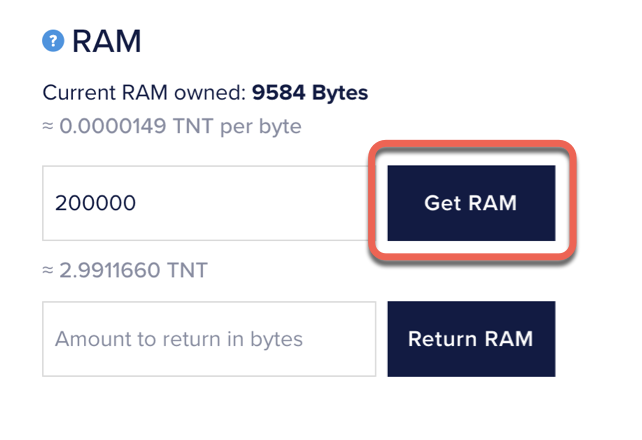 ? RAM
Current RAM owned: 9584 Bytes
≈ 0.0000149 TNT per byte
200000 Get RAM
≈ 2.9911660 TNT
Amount to return in bytes Return RAM